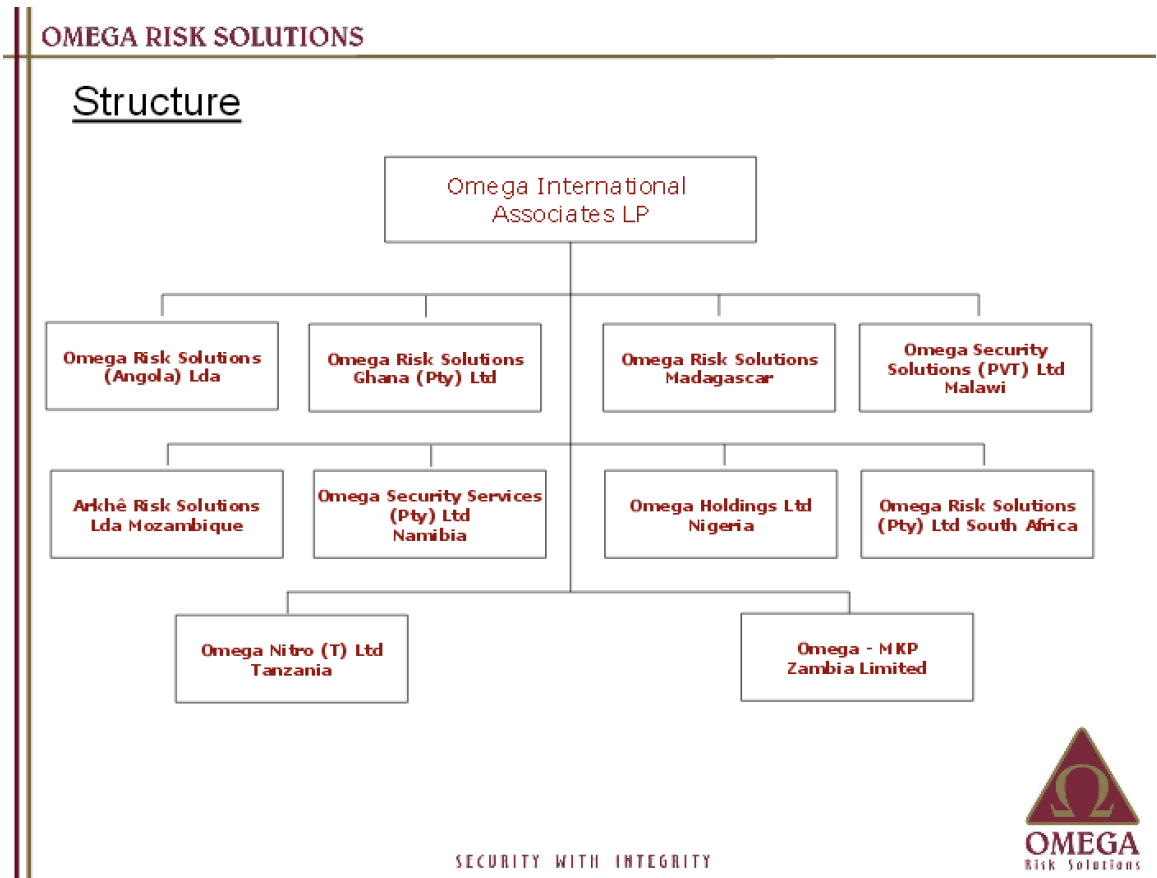 OMEGA RISK SOLUTIONS
Structure
Omega International
Associates LP
Omega Risk Solutions
(Angola) Lda
Omega Risk Solutions
Ghana (Pty) Ltd
Omega Risk Solutions
Madagascar
Omega Security
Solutions (PVT) Ltd
Malawi
Arkhê Risk Solutions
Lda Mozambique
Omega Security Services
(Pty) Ltd
Namibia
Omega Holdings Ltd
Nigeria
Omega Risk Solutions
(Pty) Ltd South Africa
Omega Nitro (T) Ltd
Tanzania
Omega - MKP
Zambia Limited
Ω
OMEGA
Risk Solutions
SECURITY WITH INTEGRITY